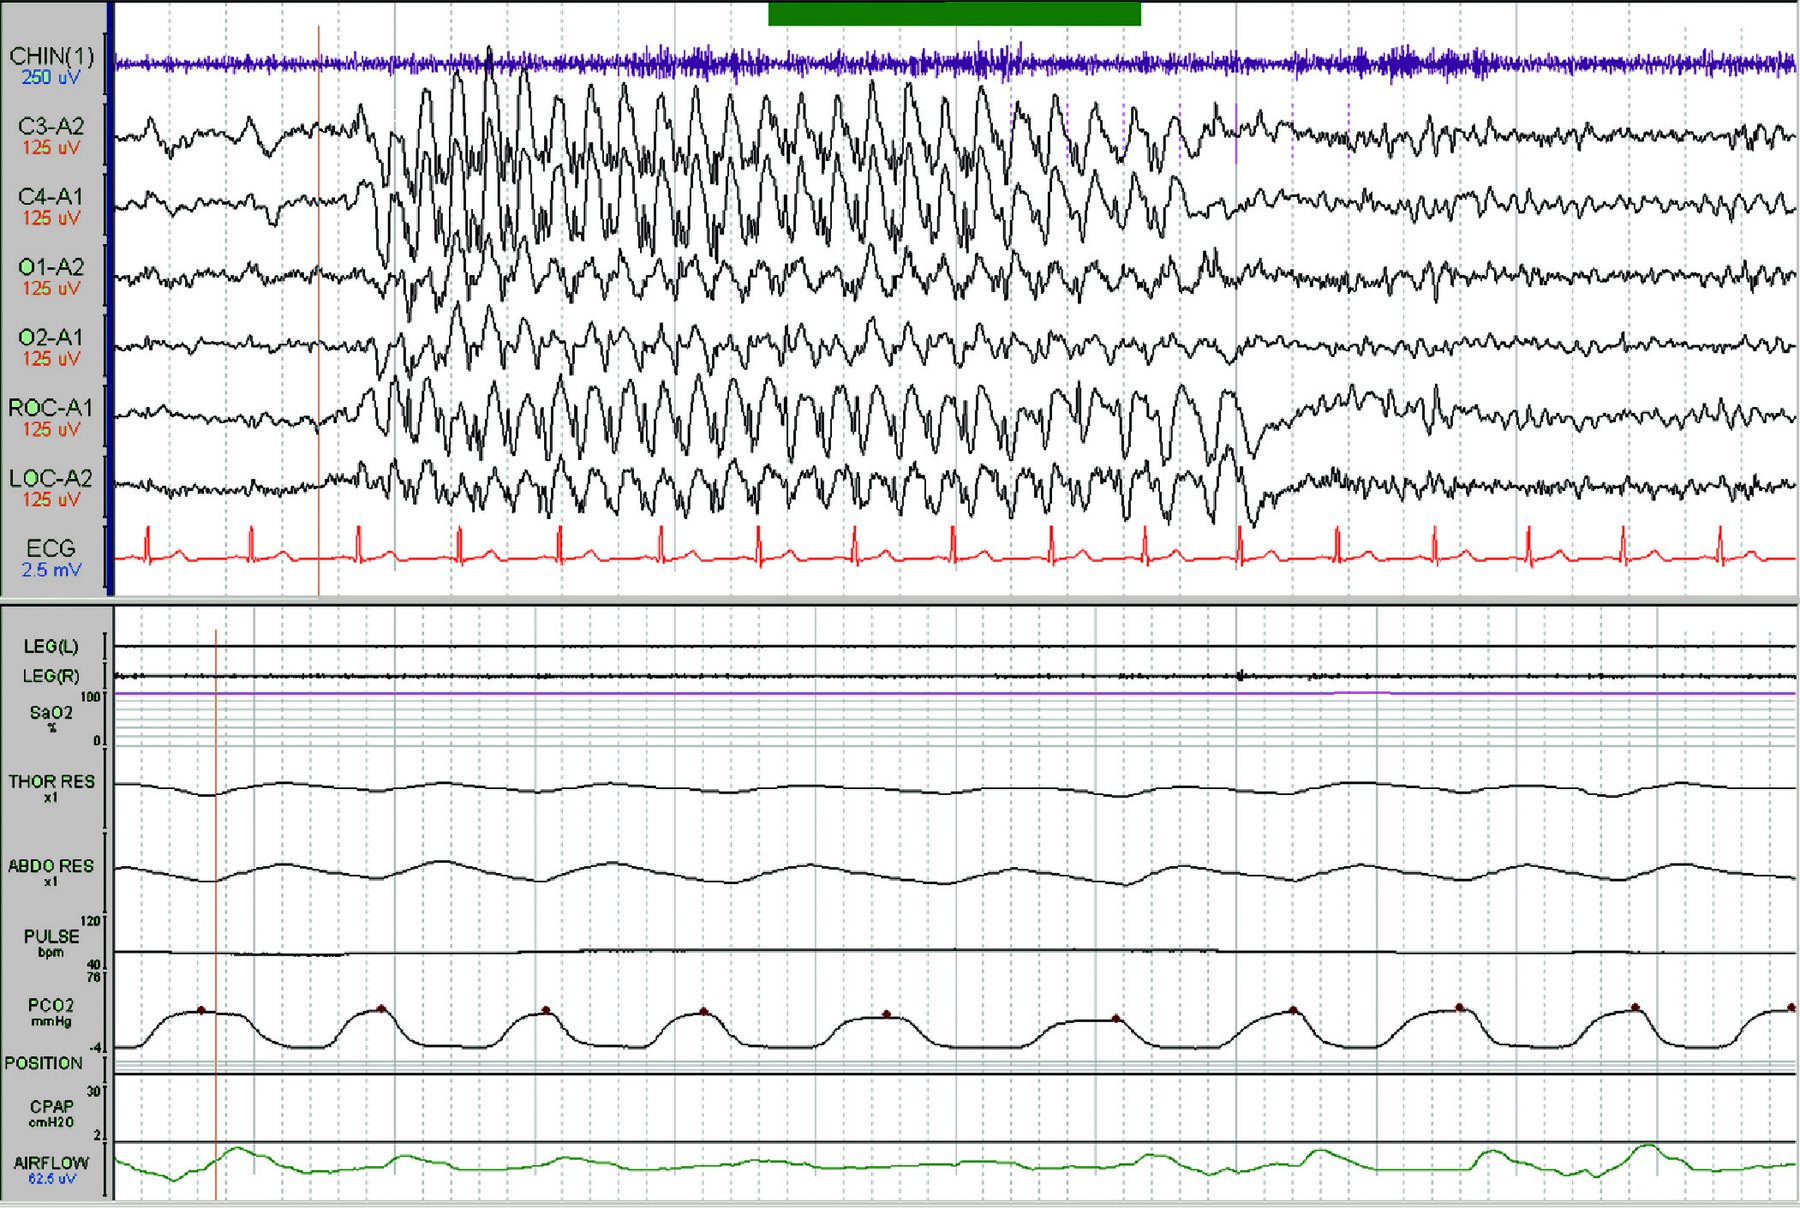 CHIN(1)
250 uV
C3-A2
125 uV
C4-A1
125 uV
O1-A2
125 uV
O2-A1
125 uV
ROC-A1
125 uV
LOC-A2
125 uV
ECG
2.5 mV
LEG(L)
LEG(R)
100
SaO2
%
0
THOR RES
x1
ABDO RES
x1
120
PULSE
bpm
40
76
PCO2
mmHg
-4
POSITION
30
CPAP
cmH2O
2
AIRFLOW
62.5 uV